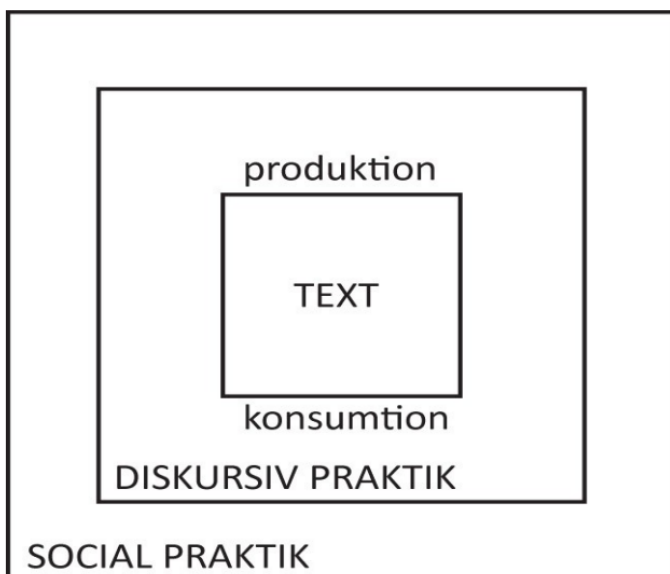 produktion
TEXT
konsumtion
DISKURSIV PRAKTIK
SOCIAL PRAKTIK